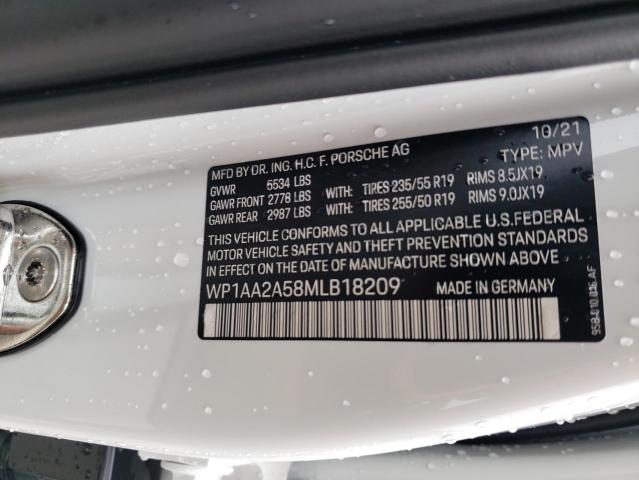 10/21
MFD BY DR. ING. H.C. F. PORSCHE AG TYPE: MPV
GVWR 5534 LBS
GAWR FRONT 2778 LBS WITH: TIRES 235/55 R19 RIMS 8.5JX19
GAWR REAR 2987 LBS WITH: TIRES 255/50 R19 RIMS 9.0JX19
THIS VEHICLE CONFORMS TO ALL APPLICABLE U.S.FEDERAL
MOTOR VEHICLE SAFETY AND THEFT PREVENTION STANDARDS
IN EFFECT ON THE DATE OF MANUFACTURE SHOWN ABOVE
WP1AA2A58MLB18209 MADE IN GERMANY